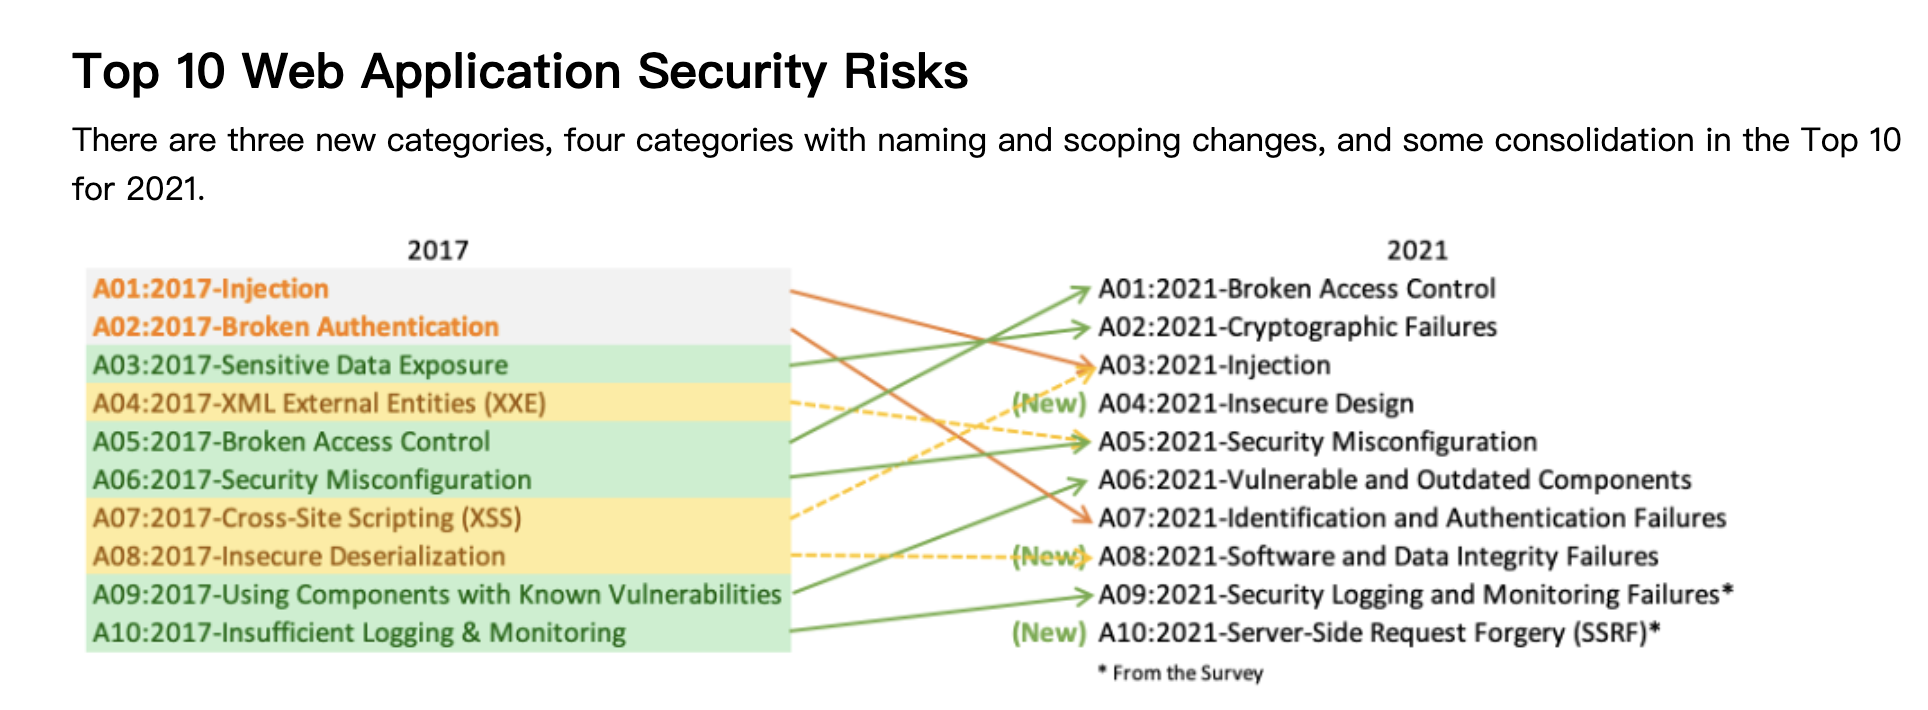 Top 10 Web Application Security Risks
There are three new categories, four categories with naming and scoping changes, and some consolidation in the Top 10
for 2021.
2017
A01:2017-Injection
A02:2017-Broken Authentication
A03:2017-Sensitive Data Exposure
A04:2017-XML External Entities (XXE)
A05:2017-Broken Access Control
A06:2017-Security Misconfiguration
A07:2017-Cross-Site Scripting (XSS)
A08:2017-Insecure Deserialization
A09:2017-Using Components with Known Vulnerabilities
A10:2017-Insufficient Logging & Monitoring
2021
A01:2021-Broken Access Control
A02:2021-Cryptographic Failures
A03:2021-Injection
(New) A04:2021-Insecure Design
A05:2021-Security Misconfiguration
A06:2021-Vulnerable and Outdated Components
A07:2021-Identification and Authentication Failures
(New) A08:2021-Software and Data Integrity Failures
A09:2021-Security Logging and Monitoring Failures*
(New) A10:2021-Server-Side Request Forgery (SSRF)*
* From the Survey